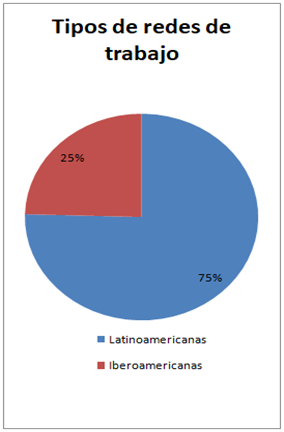 Tipos de redes de
trabajo
25%
75%
Latinoamericanas
Iberoamericanas